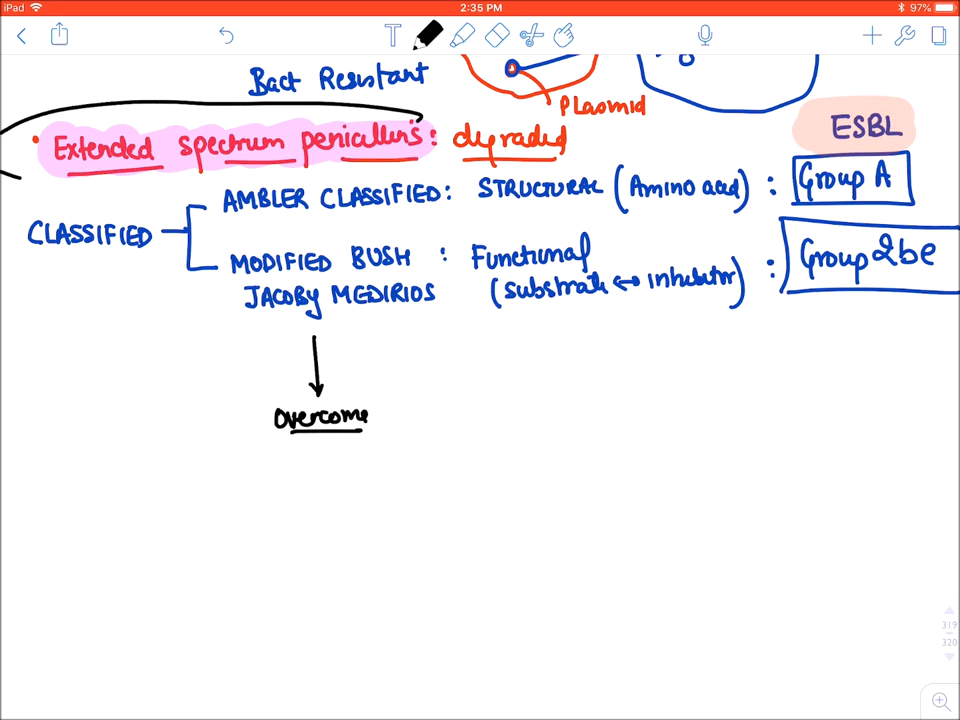 iPad 2:35 PM 97%
T
Bact Resistant
Plasmid
• Extended spectrum penicallins : degraded
ESBL
AMBLER CLASSIFIED : STRUCTURAL (Amino acid) : Group A
CLASSIFIED
MODIFIED BUSH : Functional : Group 2be
JACOBY MEDIRIOS (substrate ↔ inhibitor)
Overcome
319
320